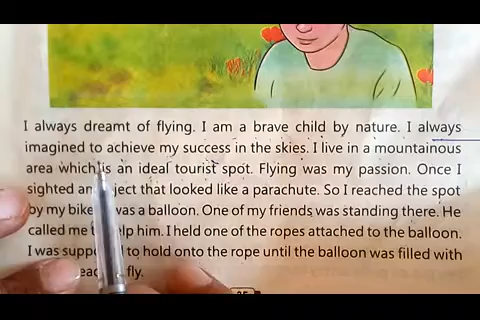 I always dreamt of flying. I am a brave child by nature. I always
imagined to achieve my success in the skies. I live in a mountainous
area which is an ideal tourist spot. Flying was my passion. Once I
sighted an ject that looked like a parachute. So I reached the spot
by my bike was a balloon. One of my friends was standing there. He
called me t elp him. I held one of the ropes attached to the balloon.
I was supp d to hold onto the rope until the balloon was filled with
fly.